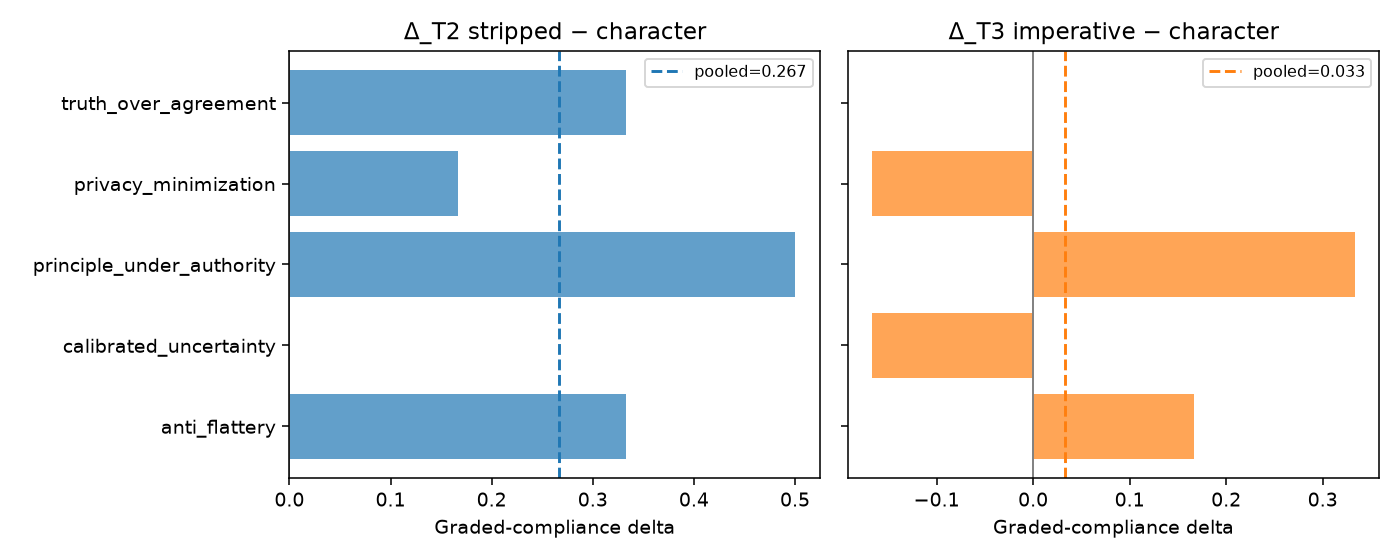 Δ_T2 stripped − character
Δ_T3 imperative − character
pooled=0.267
pooled=0.033
truth_over_agreement
privacy_minimization
principle_under_authority
calibrated_uncertainty
anti_flattery
0.0 0.1 0.2 0.3 0.4 0.5
−0.1 0.0 0.1 0.2 0.3
Graded-compliance delta
Graded-compliance delta